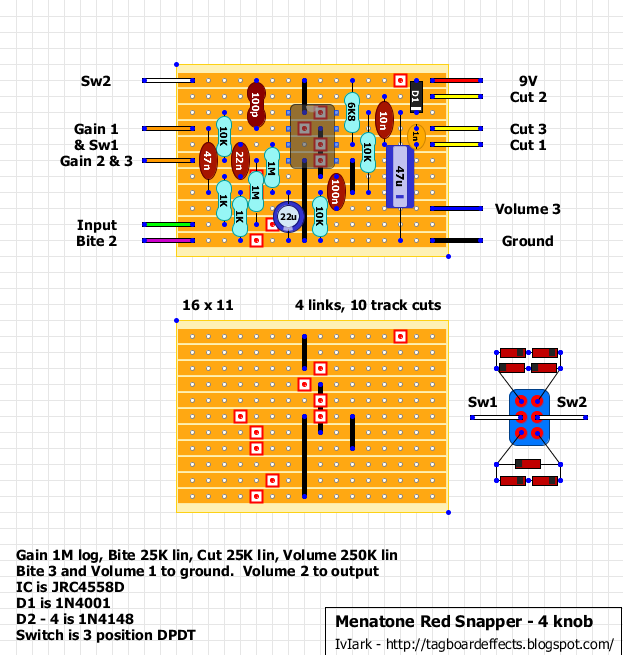 Sw2
9V
Cut 2
Gain 1
& Sw1
Gain 2 & 3
Cut 3
Cut 1
Volume 3
Input
Bite 2
Ground
100p
D1
6K8
10n
1n
10K
47n
22n
1M
10K
47u
1K
1M
100n
1K
22u
10K
16 x 11
4 links, 10 track cuts
Sw1
Sw2
Gain 1M log, Bite 25K lin, Cut 25K lin, Volume 250K lin
Bite 3 and Volume 1 to ground.  Volume 2 to output
IC is JRC4558D
D1 is 1N4001
D2 - 4 is 1N4148
Switch is 3 position DPDT
Menatone Red Snapper - 4 knob
IvIark - http://tagboardeffects.blogspot.com/